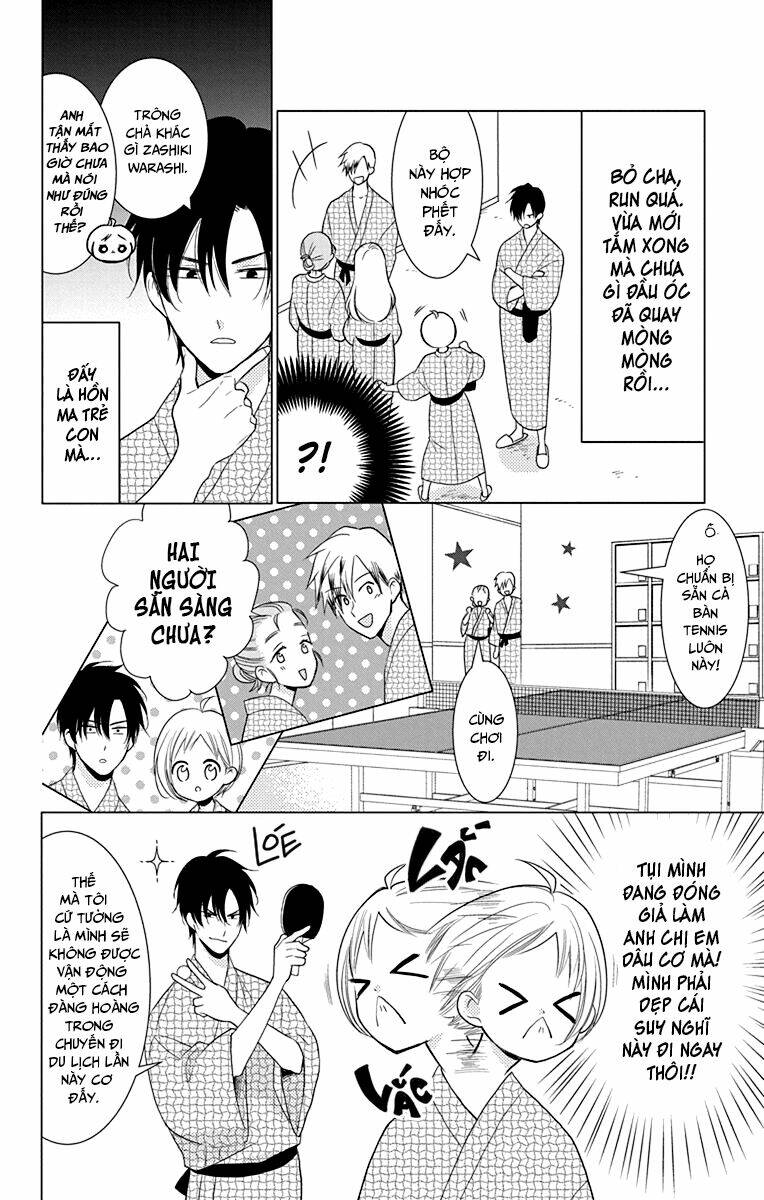 BỎ CHA,
RUN QUÁ.
VỪA MỚI
TẮM XONG
MÀ CHƯA
GÌ ĐẦU ÓC
ĐÃ QUAY
MÒNG
MÒNG
RỒI...
BỘ
NÀY HỢP
NHÓC
PHẾT
ĐẤY.
?!
TRÔNG
CHẢ KHÁC
GÌ ZASHIKI
WARASHI.
ANH
TẬN MẮT
THẤY BAO
GIỜ CHƯA
MÀ NÓI
NHƯ ĐÚNG
RỒI
THẾ?
ĐẤY
LÀ HỒN
MA TRẺ
CON
MÀ...
Ồ
HỌ
CHUẨN BỊ
SẴN CẢ
BÀN
TENNIS
LUÔN
NÀY!
CÙNG
CHƠI
ĐI.
HAI
NGƯỜI
SẴN SÀNG
CHƯA?
TỤI MÌNH
ĐANG ĐÓNG
GIẢ LÀM
ANH CHỊ EM
DÂU CƠ MÀ!
MÌNH PHẢI
DẸP CÁI
SUY NGHĨ
NÀY ĐI NGAY
THÔI!!
LẮC
LẮC
LOÉ
THẾ
MÀ TÔI
CỨ TƯỞNG
LÀ MÌNH SẼ
KHÔNG ĐƯỢC
VẬN ĐỘNG
MỘT CÁCH
ĐÀNG HOÀNG
TRONG
CHUYẾN ĐI
DU LỊCH LẦN
NÀY CƠ
ĐẤY.